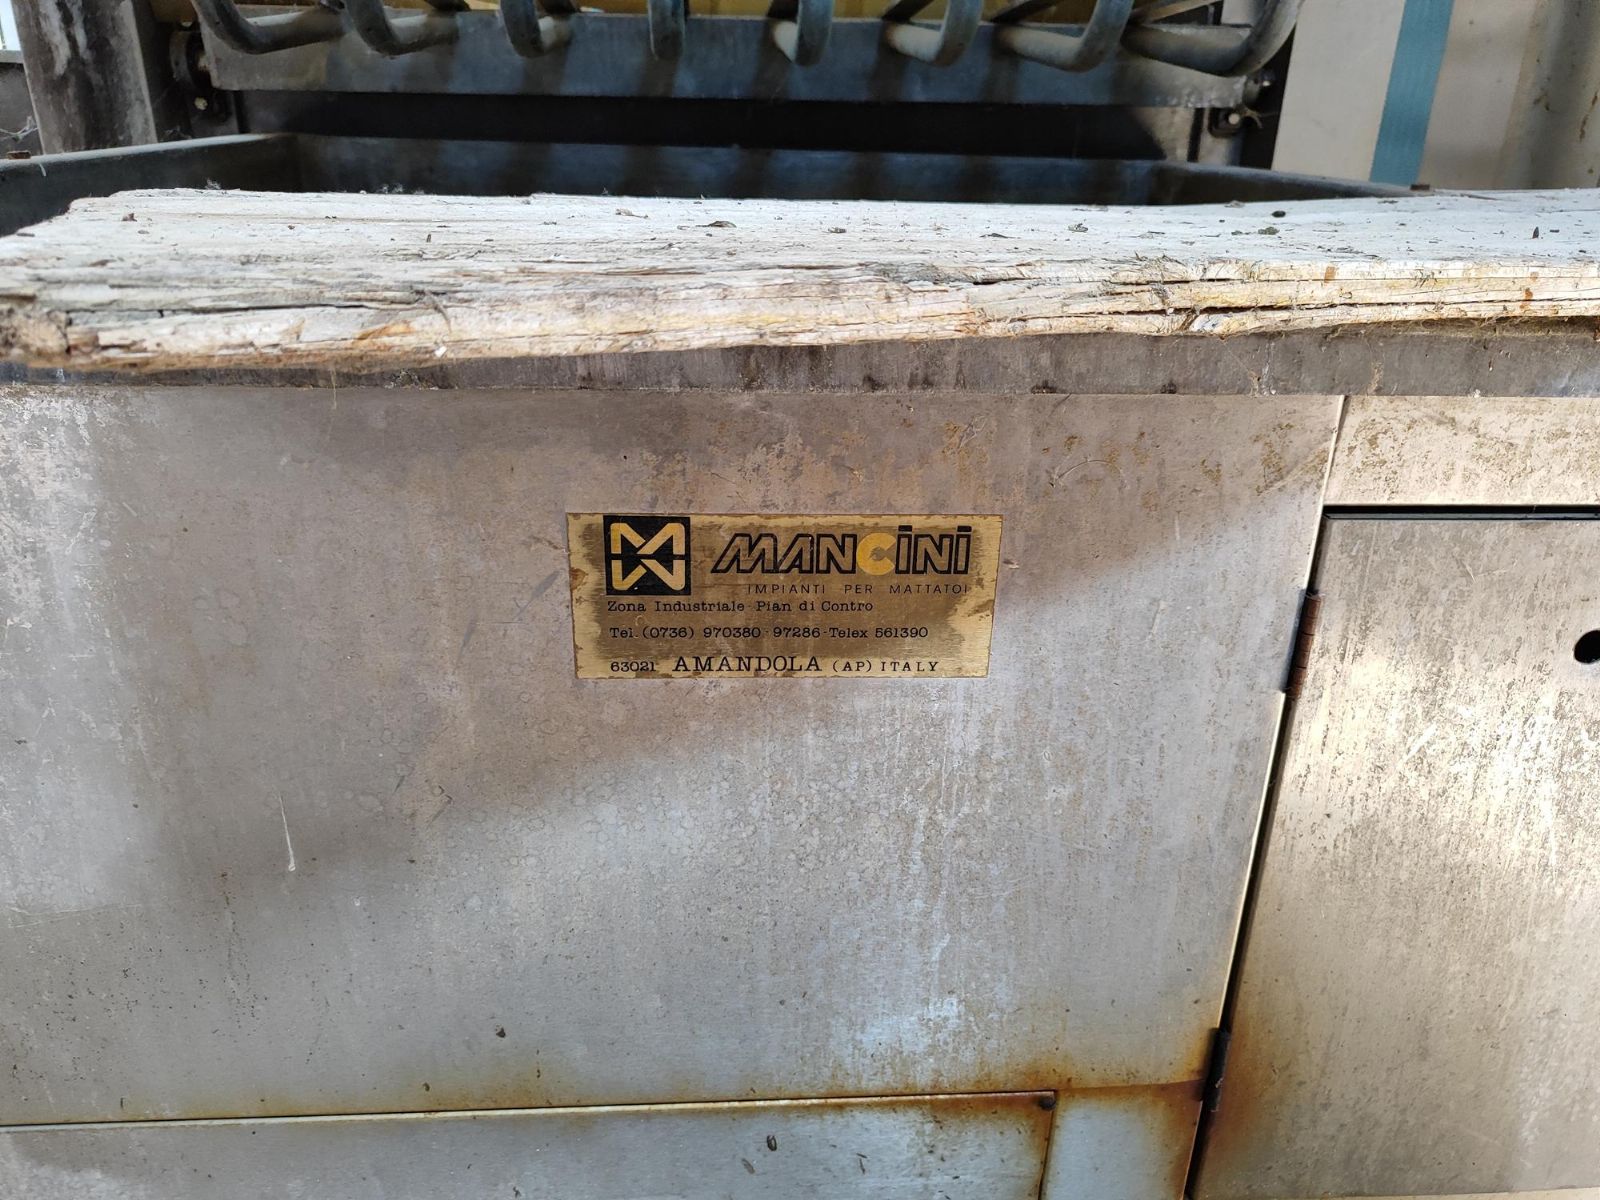 MANCINI
IMPIANTI PER MATTATOI
Zona Industriale - Pian di Contro
Tel. (0736) 970380 - 97286 - Telex 561390
63021 AMANDOLA (AP) ITALY